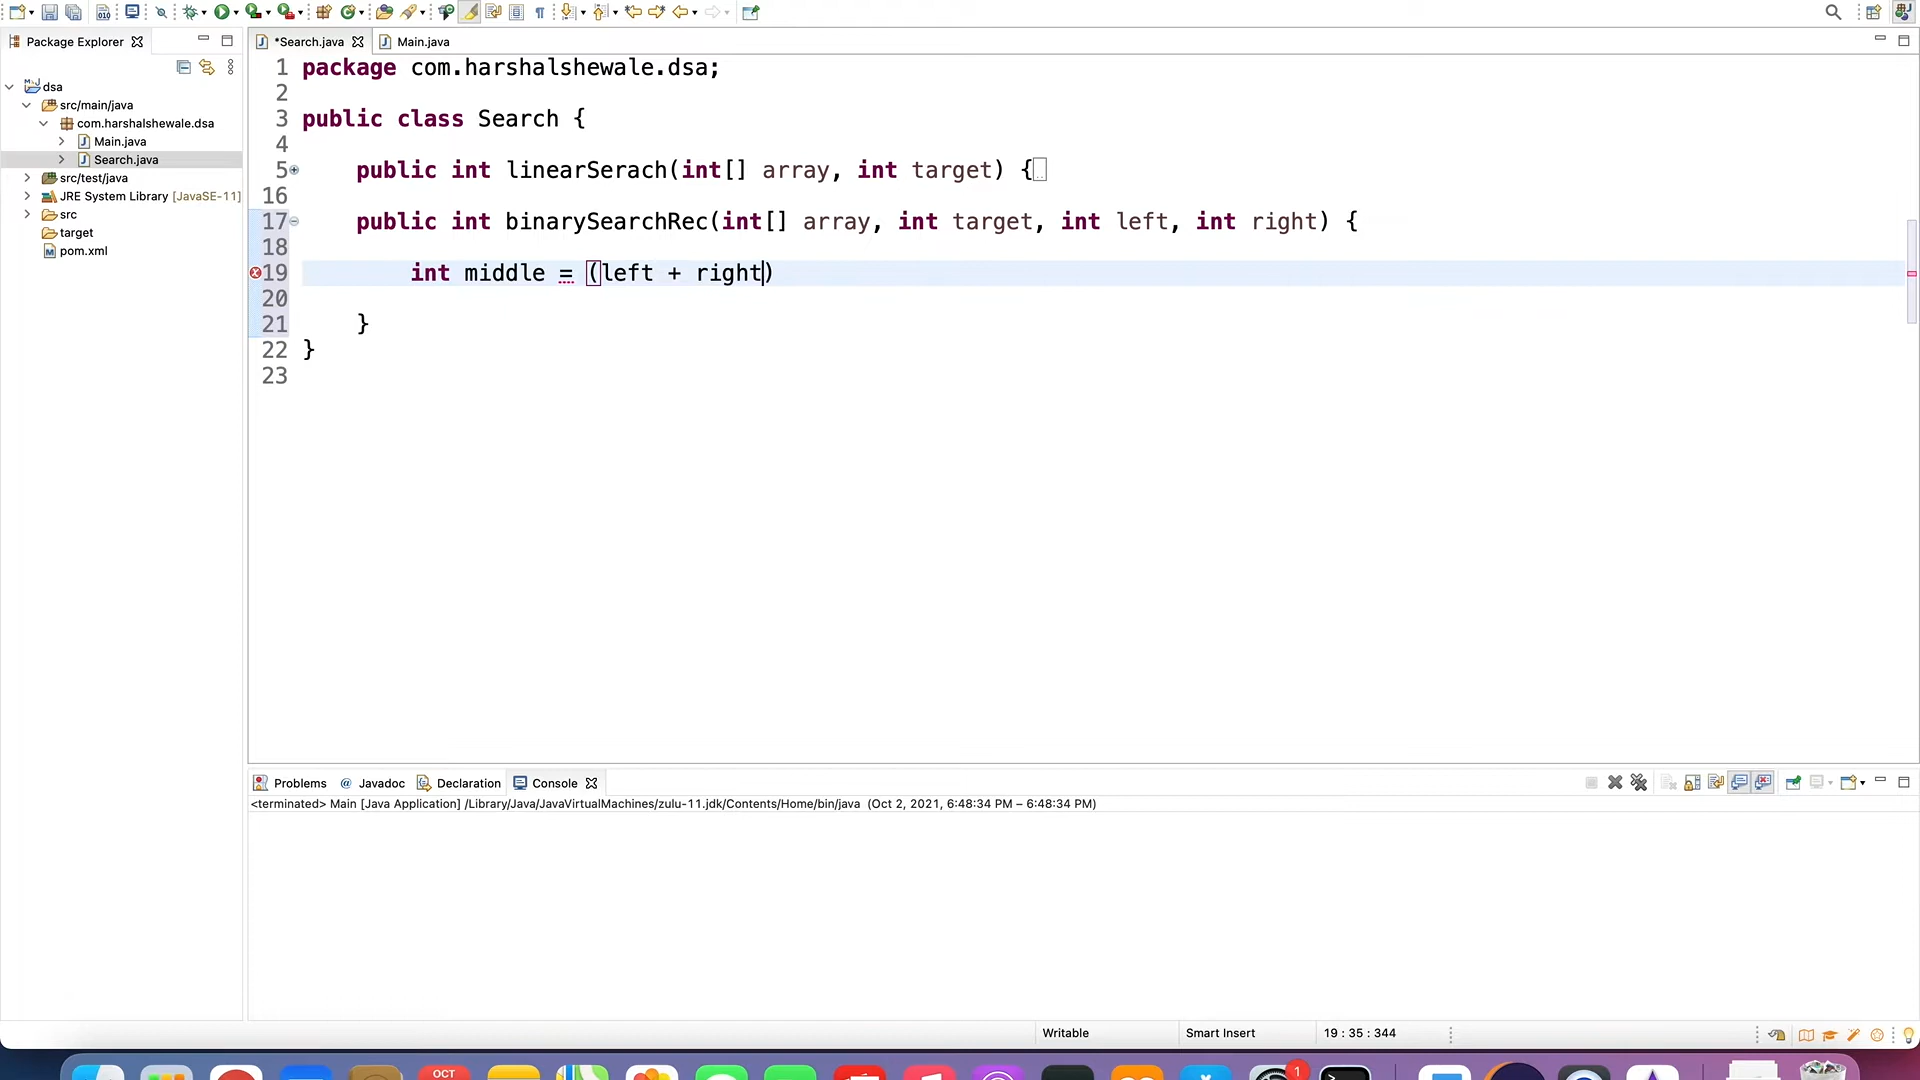 Package Explorer
*Search.java
Main.java
dsa
src/main/java
com.harshalshewale.dsa
Main.java
Search.java
src/test/java
JRE System Library [JavaSE-11]
src
target
pom.xml
1 package com.harshalshewale.dsa;
2
3 public class Search {
4
5 public int linearSerach(int[] array, int target) {
16
17 public int binarySearchRec(int[] array, int target, int left, int right) {
18
19 int middle = (left + right)
20
21 }
22 }
23
Problems @ Javadoc Declaration Console
<terminated> Main [Java Application] /Library/Java/JavaVirtualMachines/zulu-11.jdk/Contents/Home/bin/java (Oct 2, 2021, 6:48:34 PM – 6:48:34 PM)
Writable Smart Insert 19 : 35 : 344
OCT
1